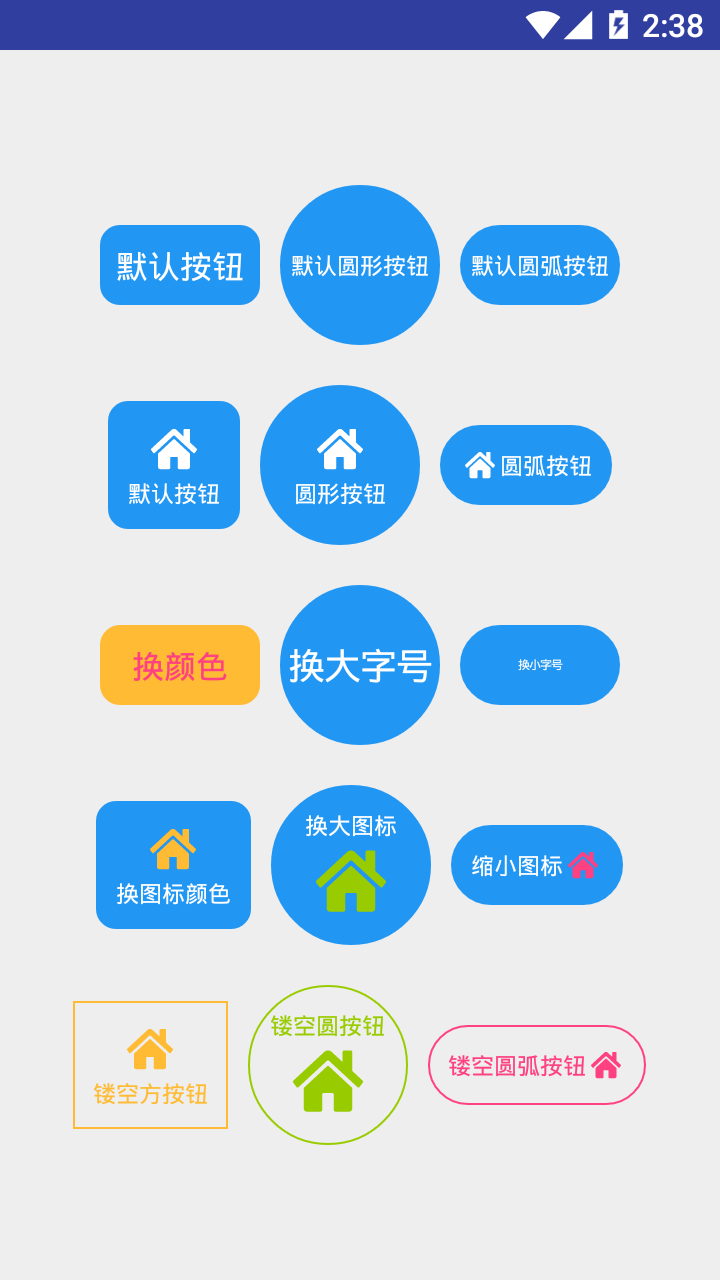 2:38
默认按钮
默认圆形按钮
默认圆弧按钮
默认按钮
圆形按钮
圆弧按钮
换颜色
换大字号
换小字号
换图标颜色
换大图标
缩小图标
镂空方按钮
镂空圆按钮
镂空圆弧按钮